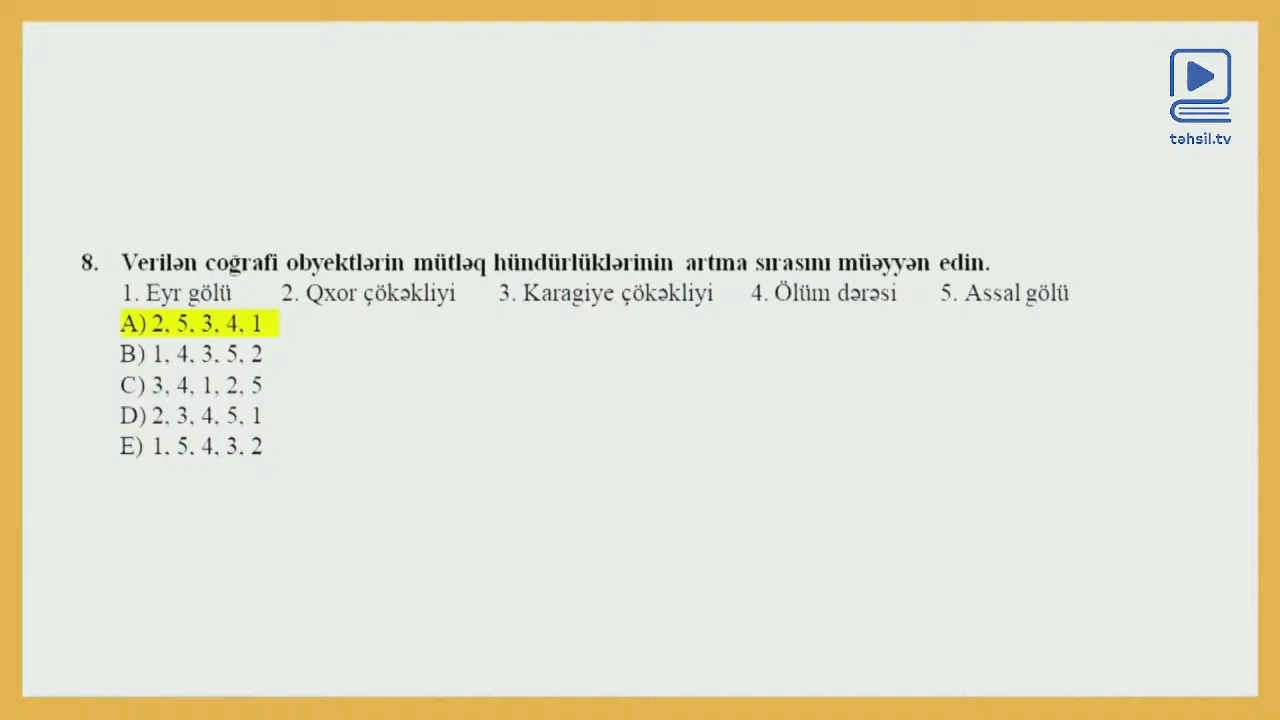 təhsil.tv
8. Verilən coğrafi obyektlərin mütləq hündürlüklərinin artma sırasını müəyyən edin.
1. Eyr gölü 2. Qxor çökəkliyi 3. Karagiye çökəkliyi 4. Ölüm dərəsi 5. Assal gölü
A) 2, 5, 3, 4, 1
B) 1, 4, 3, 5, 2
C) 3, 4, 1, 2, 5
D) 2, 3, 4, 5, 1
E) 1, 5, 4, 3, 2